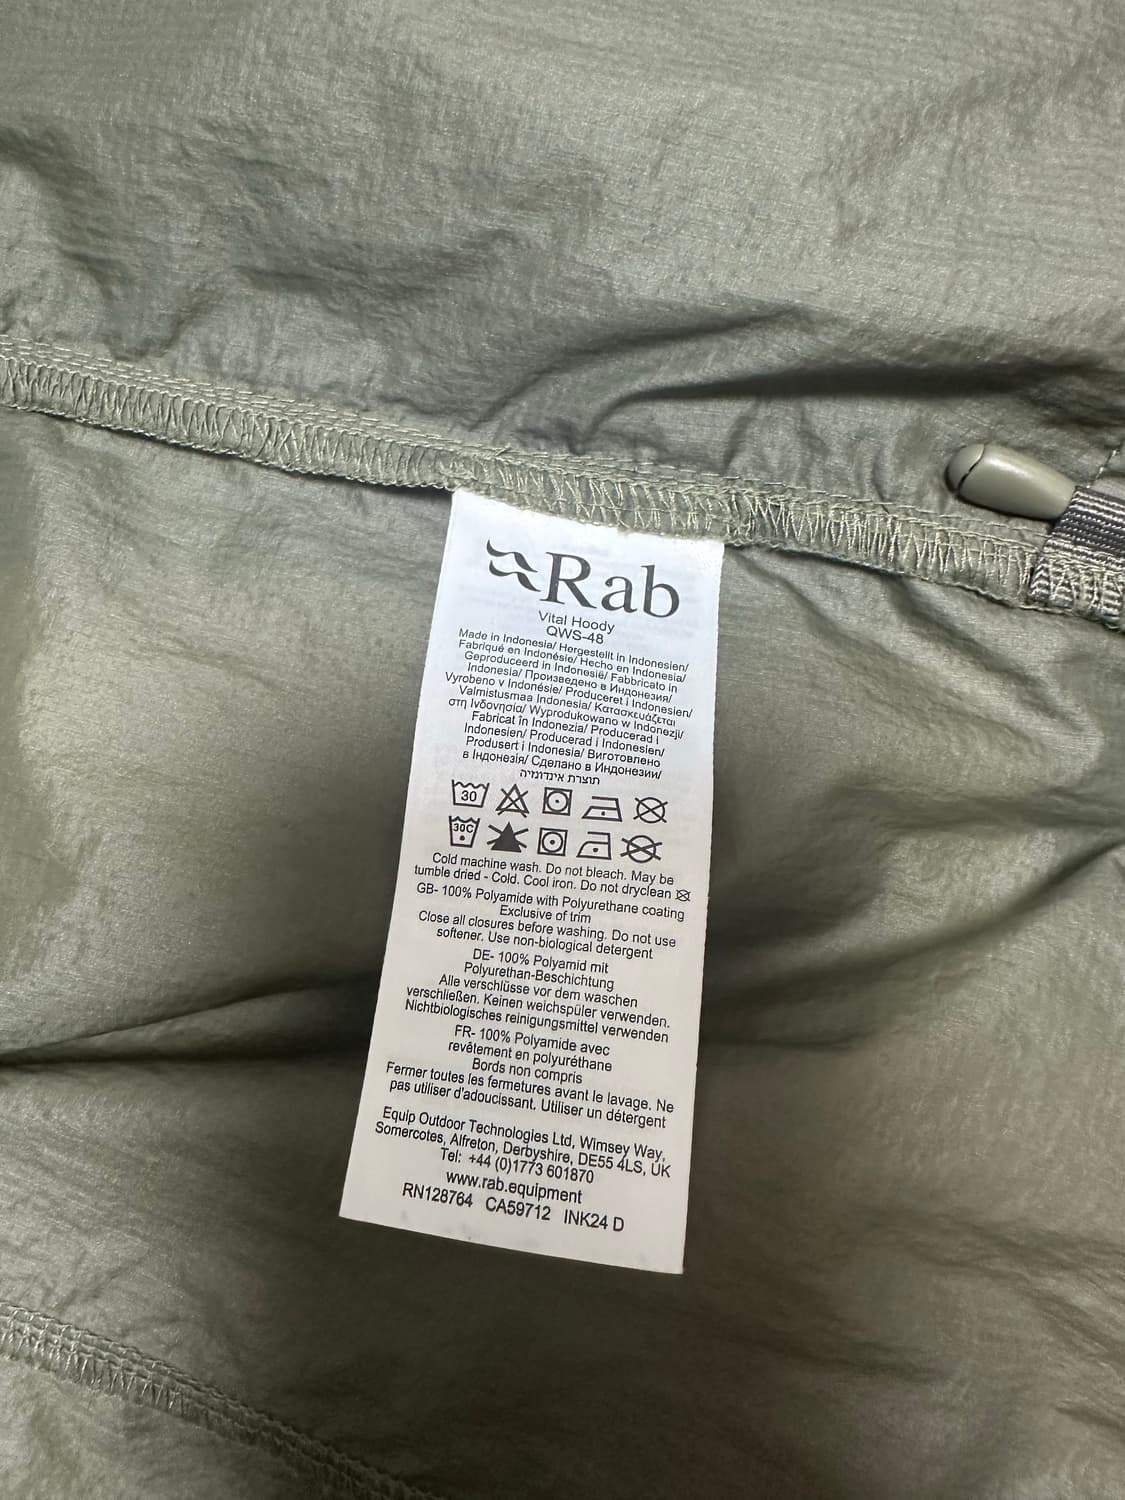 Rab
Vital Hoody
QWS-48
Made in Indonesia/ Hergestellt in Indonesien/
Fabriqué en Indonésie/ Hecho en Indonesia/
Geproduceerd in Indonesië/ Fabbricato in
Indonesia/ Произведено в Индонезия/
Vyrobeno v Indonésie/ Produceret i Indonesien/
Valmistusmaa Indonesia/ Κατασκευάζεται
στη Ινδονησία/ Wyprodukowano w Indonezji/
Fabricat în Indonezia/ Producerad i
Indonesien/ Producerad i Indonesien/
Produsert i Indonesia/ Виготовлено
в Індонезія/ Сделано в Индонезии/
תוצרת אינדונזיה
30
30C
Cold machine wash. Do not bleach. May be
tumble dried - Cold. Cool iron. Do not dryclean
GB- 100% Polyamide with Polyurethane coating
Exclusive of trim
Close all closures before washing. Do not use
softener. Use non-biological detergent
DE- 100% Polyamid mit
Polyurethan-Beschichtung
Alle verschlüsse vor dem waschen
verschließen. Keinen weichspüler verwenden.
Nichtbiologisches reinigungsmittel verwenden
FR- 100% Polyamide avec
revêtement en polyuréthane
Bords non compris
Fermer toutes les fermetures avant le lavage. Ne
pas utiliser d'adoucissant. Utiliser un détergent
Equip Outdoor Technologies Ltd, Wimsey Way,
Somercotes, Alfreton, Derbyshire, DE55 4LS, UK
Tel: +44 (0)1773 601870
www.rab.equipment
RN128764 CA59712 INK24 D